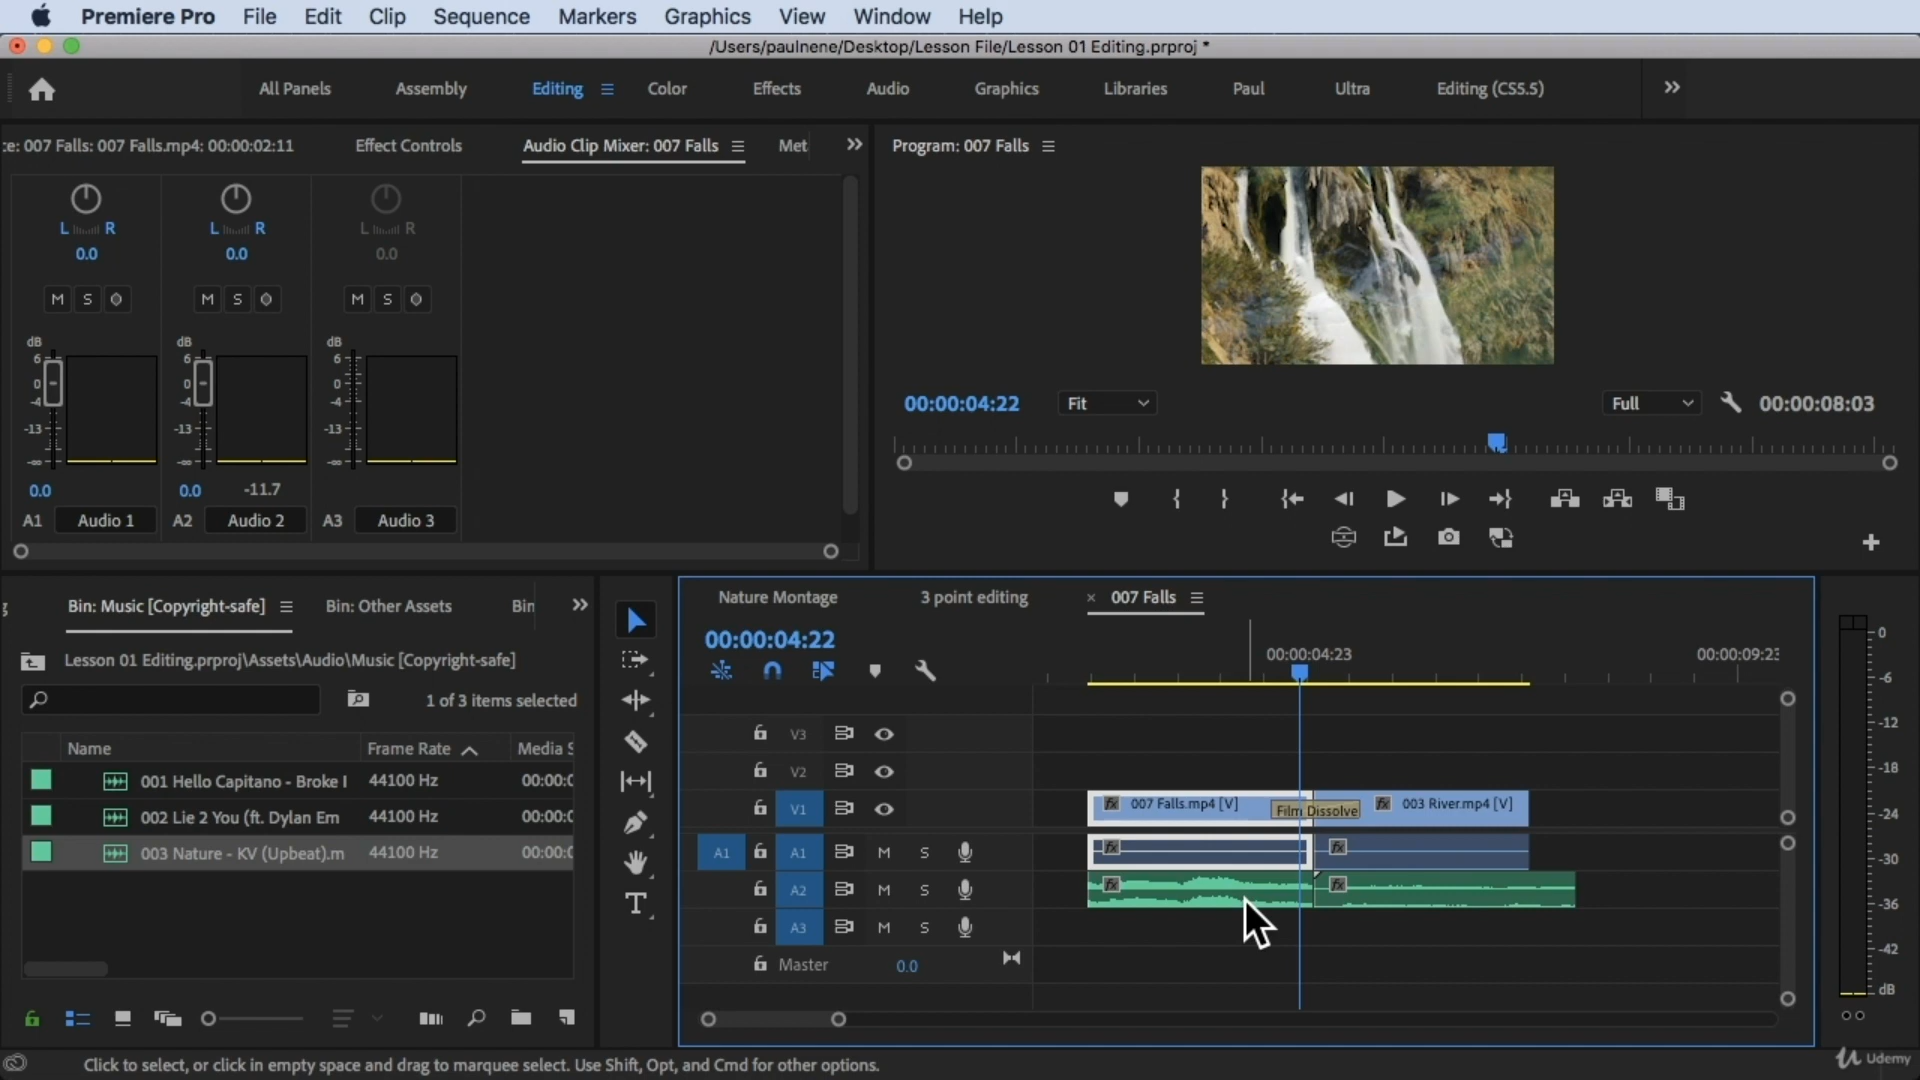 Premiere Pro File Edit Clip Sequence Markers Graphics View Window Help
/Users/paulnene/Desktop/Lesson File/Lesson 01 Editing.prproj *
All Panels Assembly Editing Color Effects Audio Graphics Libraries Paul Ultra Editing (CS5.5)
ce: 007 Falls: 007 Falls.mp4: 00:00:02:11 Effect Controls Audio Clip Mixer: 007 Falls Met
Program: 007 Falls
L R L R L R
0.0 0.0 0.0
M S M S M S
dB dB dB
6 6 6
0 0 0
-4 -4 -4
-13 -13 -13
-∞ -∞ -∞
0.0 0.0 -11.7
A1 Audio 1 A2 Audio 2 A3 Audio 3
00:00:04:22 Fit Full 00:00:08:03
Bin: Music [Copyright-safe] Bin: Other Assets Bin
Lesson 01 Editing.prproj\Assets\Audio\Music [Copyright-safe]
1 of 3 items selected
Name Frame Rate Media S
001 Hello Capitano - Broke I 44100 Hz 00:00:0
002 Lie 2 You (ft. Dylan Em 44100 Hz 00:00:0
003 Nature - KV (Upbeat).m 44100 Hz 00:00:0
T
Nature Montage 3 point editing × 007 Falls
00:00:04:22
00:00:04:23 00:00:09:23
V3
V2
V1 fx 007 Falls.mp4 [V] Film Dissolve fx 003 River.mp4 [V]
A1 A1 M S fx fx
A2 M S fx fx
A3 M S
Master 0.0
0
-6
-12
-18
-24
-30
-36
-42
dB
Click to select, or click in empty space and drag to marquee select. Use Shift, Opt, and Cmd for other options.
Udemy